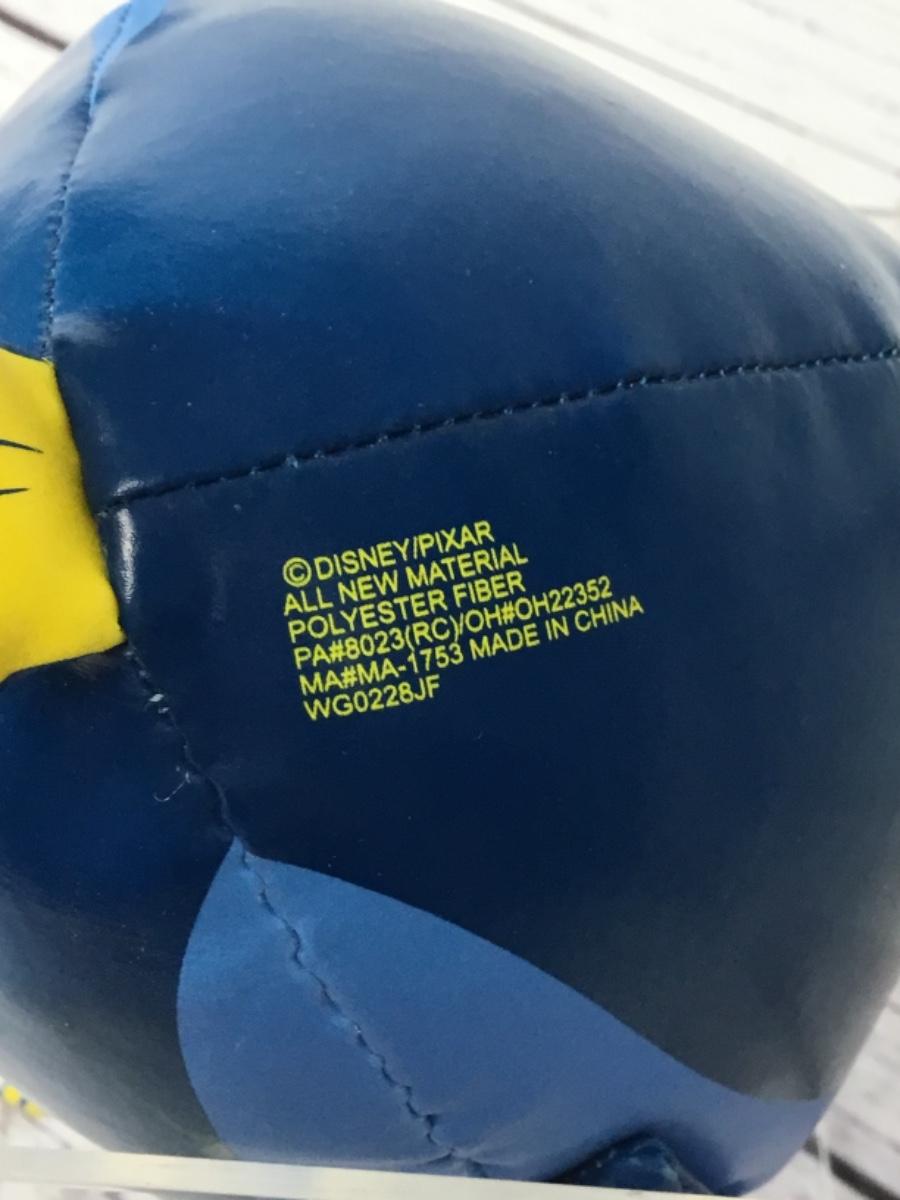 ©DISNEY/PIXAR
ALL NEW MATERIAL
POLYESTER FIBER
PA#8023(RC)/OH#OH22352
MA#MA-1753 MADE IN CHINA
WG0228JF